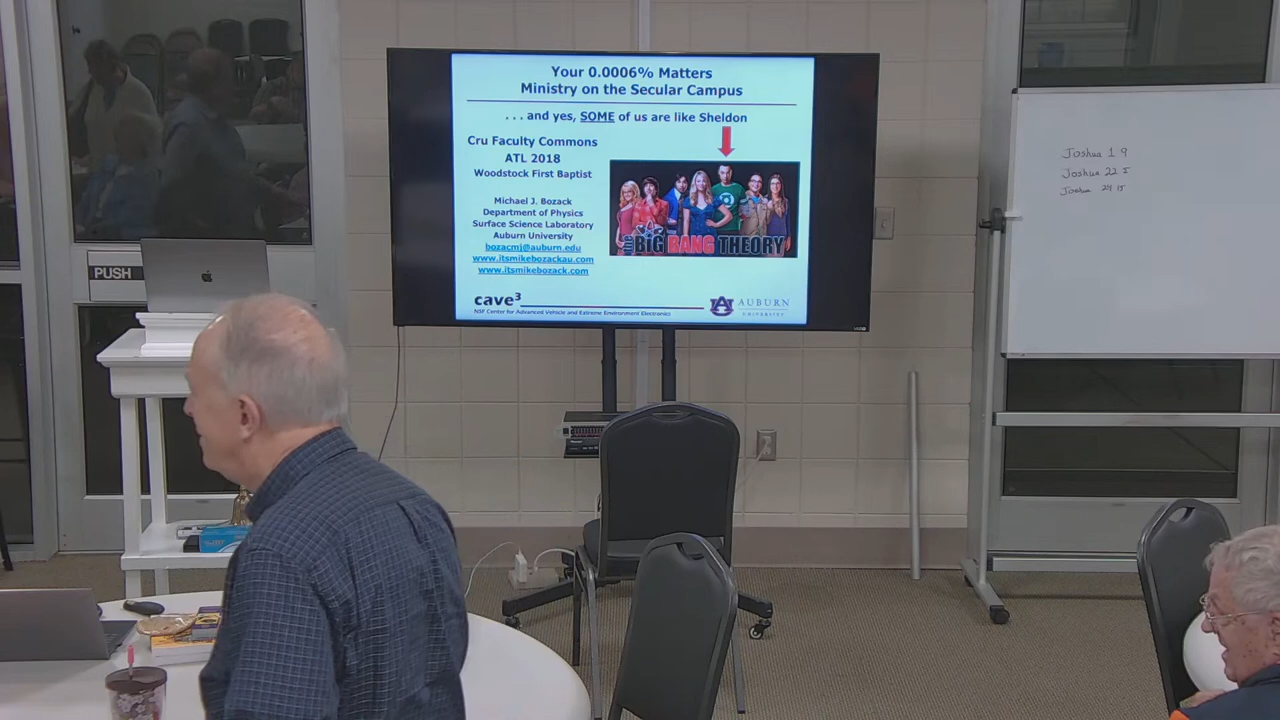 Your 0.0006% Matters
Ministry on the Secular Campus
. . . and yes, SOME of us are like Sheldon
Cru Faculty Commons
ATL 2018
Woodstock First Baptist
Michael J. Bozack
Department of Physics
Surface Science Laboratory
Auburn University
bozacmj@auburn.edu
www.itsmikebozackau.com
www.itsmikebozack.com
the BIG BANG THEORY
cave³
NSF Center for Advanced Vehicle and Extreme Environment Electronics
AU AUBURN
UNIVERSITY
PUSH
Joshua 1 9
Joshua 22 5
Joshua 24 15